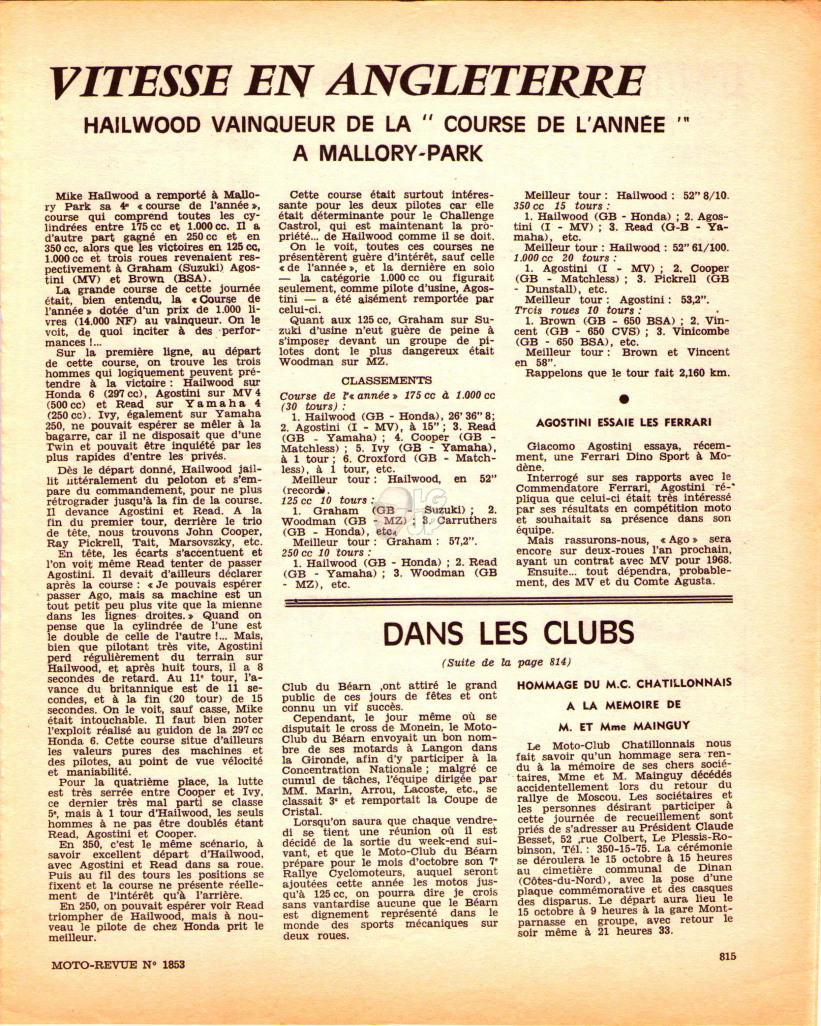 VITESSE EN ANGLETERRE
HAILWOOD VAINQUEUR DE LA " COURSE DE L'ANNÉE '"
A MALLORY-PARK
Mike Hailwood a remporté à Mallo-
ry Park sa 4e « course de l'année »,
course qui comprend toutes les cy-
lindrées entre 175 cc et 1.000 cc. Il a
d'autre part gagné en 250 cc et en
350 cc, alors que les victoires en 125 cc,
1.000 cc et trois roues revenaient res-
pectivement à Graham (Suzuki) Agos-
tini (MV) et Brown (BSA).
La grande course de cette journée
était, bien entendu, la « Course de
l'année » dotée d'un prix de 1.000 li-
vres (14.000 NF) au vainqueur. On le
voit, de quoi inciter à des perfor-
mances !...
Sur la première ligne, au départ
de cette course, on trouve les trois
hommes qui logiquement peuvent pré-
tendre à la victoire : Hailwood sur
Honda 6 (297 cc), Agostini sur MV 4
(500 cc) et Read sur Yamaha 4
(250 cc). Ivy, également sur Yamaha
250, ne pouvait espérer se mêler à la
bagarre, car il ne disposait que d'une
Twin et pouvait être inquiété par les
plus rapides d'entre les privés.
Dès le départ donné, Hailwood jail-
lit littéralement du peloton et s'em-
pare du commandement, pour ne plus
rétrograder jusqu'à la fin de la course.
Il devance Agostini et Read. A la
fin du premier tour, derrière le trio
de tête, nous trouvons John Cooper,
Ray Pickrell, Tait, Marsovszky, etc.
En tête, les écarts s'accentuent et
l'on voit même Read tenter de passer
Agostini. Il devait d'ailleurs déclarer
après la course : « Je pouvais espérer
passer Ago, mais sa machine est un
tout petit peu plus vite que la mienne
dans les lignes droites. » Quand on
pense que la cylindrée de l'une est
le double de celle de l'autre !... Mais,
bien que pilotant très vite, Agostini
perd régulièrement du terrain sur
Hailwood, et après huit tours, il a 8
secondes de retard. Au 11e tour, l'a-
vance du britannique est de 11 se-
condes, et à la fin (20 tour) de 15
secondes. On le voit, sauf casse, Mike
était intouchable. Il faut bien noter
l'exploit réalisé au guidon de la 297 cc
Honda 6. Cette course situe d'ailleurs
les valeurs pures des machines et
des pilotes, au point de vue vélocité
et maniabilité.
Pour la quatrième place, la lutte
est très serrée entre Cooper et Ivy,
ce dernier très mal parti se classe
5e, mais à 1 tour d'Hailwood, les seuls
hommes à ne pas être doublés étant
Read, Agostini et Cooper.
En 350, c'est le même scénario, à
savoir excellent départ d'Hailwood,
avec Agostini et Read dans sa roue.
Puis au fil des tours les positions se
fixent et la course ne présente réelle-
ment de l'intérêt qu'à l'arrière.
En 250, on pouvait espérer voir Read
triompher de Hailwood, mais à nou-
veau le pilote de chez Honda prit le
meilleur.
Cette course était surtout intéres-
sante pour les deux pilotes car elle
était déterminante pour le Challenge
Castrol, qui est maintenant la pro-
priété... de Hailwood comme il se doit.
On le voit, toutes ces courses ne
présentèrent guère d'intérêt, sauf celle
« de l'année », et la dernière en solo
— la catégorie 1.000 cc ou figurait
seulement, comme pilote d'usine, Agos-
tini — a été aisément remportée par
celui-ci.
Quant aux 125 cc, Graham sur Su-
zuki d'usine n'eut guère de peine à
s'imposer devant un groupe de pi-
lotes dont le plus dangereux était
Woodman sur MZ.
CLASSEMENTS
Course de l'« année » 175 cc à 1.000 cc
(30 tours) :
1. Hailwood (GB - Honda), 26' 36" 8;
2. Agostini (I - MV), à 15" ; 3. Read
(GB - Yamaha) ; 4. Cooper (GB -
Matchless) ; 5. Ivy (GB - Yamaha),
à 1 tour ; 6. Croxford (GB - Match-
less), à 1 tour, etc.
Meilleur tour : Hailwood, en 52"
(record).
125 cc 10 tours :
1. Graham (GB - Suzuki) ; 2.
Woodman (GB - MZ) ; 3. Carruthers
(GB - Honda), etc.
Meilleur tour : Graham : 57,2".
250 cc 10 tours :
1. Hailwood (GB - Honda) ; 2. Read
(GB - Yamaha) ; 3. Woodman (GB
- MZ), etc.
Meilleur tour : Hailwood : 52" 8/10.
350 cc 15 tours :
1. Hailwood (GB - Honda) ; 2. Agos-
tini (I - MV) ; 3. Read (G-B - Ya-
maha), etc.
Meilleur tour : Hailwood : 52" 61/100.
1.000 cc 20 tours :
1. Agostini (I - MV) ; 2. Cooper
(GB - Matchless) ; 3. Pickrell (GB
- Dunstall), etc.
Meilleur tour : Agostini : 53,2".
Trois roues 10 tours :
1. Brown (GB - 650 BSA) ; 2. Vin-
cent (GB - 650 CVS) ; 3. Vinicombe
(GB - 650 BSA), etc.
Meilleur tour : Brown et Vincent
en 58".
Rappelons que le tour fait 2,160 km.
●
AGOSTINI ESSAIE LES FERRARI
Giacomo Agostini essaya, récem-
ment, une Ferrari Dino Sport à Mo-
dène.
Interrogé sur ses rapports avec le
Commendatore Ferrari, Agostini ré-
pliqua que celui-ci était très intéressé
par ses résultats en compétition moto
et souhaitait sa présence dans son
équipe.
Mais rassurons-nous, « Ago » sera
encore sur deux-roues l'an prochain,
ayant un contrat avec MV pour 1968.
Ensuite... tout dépendra, probable-
ment, des MV et du Comte Agusta.
DANS LES CLUBS
(Suite de la page 814)
Club du Béarn ,ont attiré le grand
public de ces jours de fêtes et ont
connu un vif succès.
Cependant, le jour même où se
disputait le cross de Monein, le Moto-
Club du Béarn envoyait un bon nom-
bre de ses motards à Langon dans
la Gironde, afin d'y participer à la
Concentration Nationale ; malgré ce
cumul de tâches, l'équipe dirigée par
MM. Marin, Arrou, Lacoste, etc., se
classait 3e et remportait la Coupe de
Cristal.
Lorsqu'on saura que chaque vendre-
di se tient une réunion où il est
décidé de la sortie du week-end sui-
vant, et que le Moto-Club du Béarn
prépare pour le mois d'octobre son 7e
Rallye Cyclomoteurs, auquel seront
ajoutées cette année les motos jus-
qu'à 125 cc, on pourra dire je crois
sans vantardise aucune que le Béarn
est dignement représenté dans le
monde des sports mécaniques sur
deux roues.
HOMMAGE DU M.C. CHATILLONNAIS
A LA MEMOIRE DE
M. ET Mme MAINGUY
Le Moto-Club Chatillonnais nous
fait savoir qu'un hommage sera ren-
du à la mémoire de ses chers socié-
taires, Mme et M. Mainguy décédés
accidentellement lors du retour du
rallye de Moscou. Les sociétaires et
les personnes désirant participer à
cette journée de recueillement sont
priés de s'adresser au Président Claude
Besset, 52 ,rue Colbert, Le Plessis-Ro-
binson, Tél. : 350-15-75. La cérémonie
se déroulera le 15 octobre à 15 heures
au cimetière communal de Dinan
(Côtes-du-Nord), avec la pose d'une
plaque commémorative et des casques
des disparus. Le départ aura lieu le
15 octobre à 9 heures à la gare Mont-
parnasse en groupe, avec retour le
soir même à 21 heures 33.
MOTO-REVUE N° 1853
815